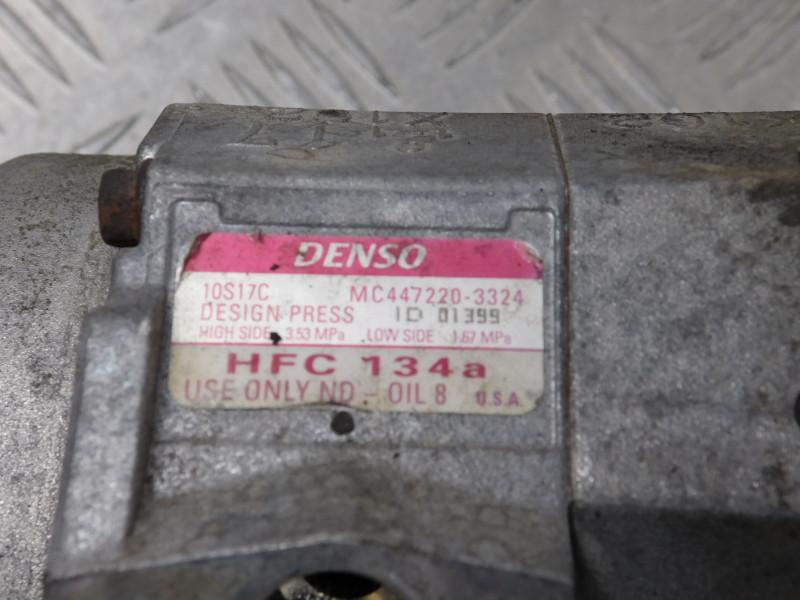 DENSO
10S17C MC447220-3324
DESIGN PRESS ID 01399
HIGH SIDE 3.53 MPa LOW SIDE 1.67 MPa
HFC 134a
USE ONLY ND-OIL 8 U.S.A.